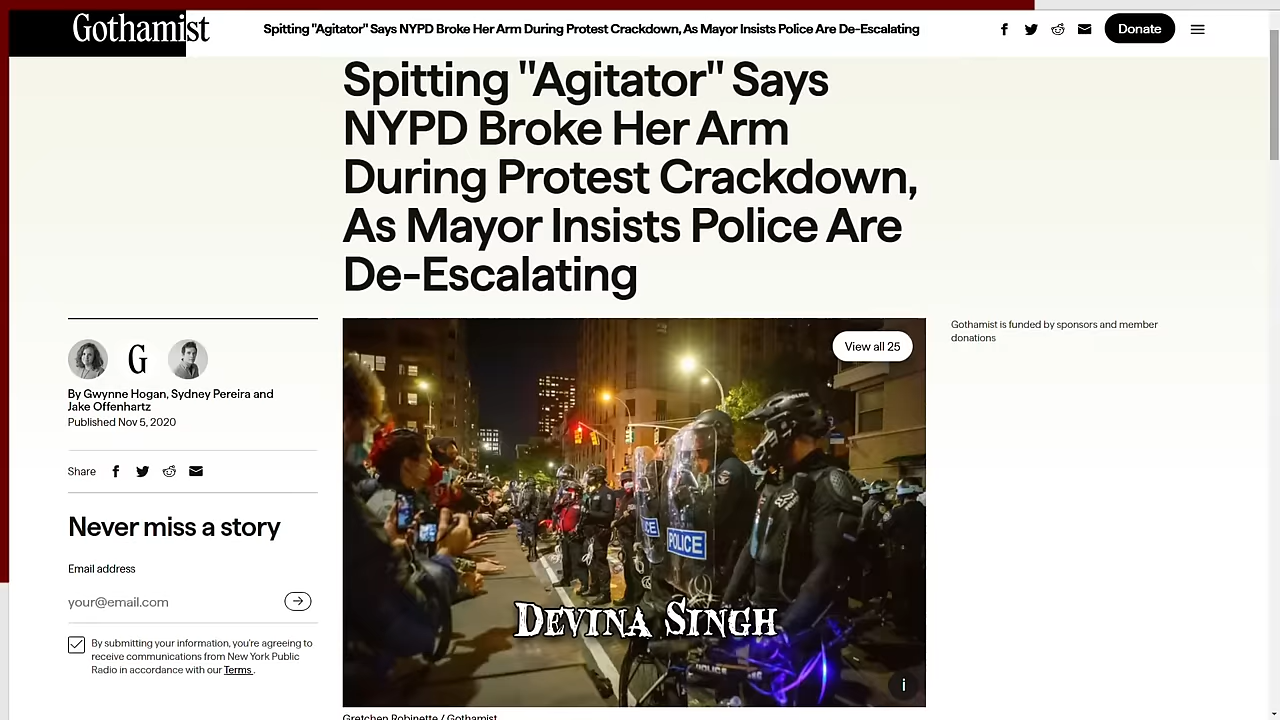 Gothamist
Spitting "Agitator" Says NYPD Broke Her Arm During Protest Crackdown, As Mayor Insists Police Are De-Escalating
Donate
Spitting "Agitator" Says
NYPD Broke Her Arm
During Protest Crackdown,
As Mayor Insists Police Are
De-Escalating
G
By Gwynne Hogan, Sydney Pereira and
Jake Offenhartz
Published Nov 5, 2020
Share
Never miss a story
Email address
your@email.com
By submitting your information, you're agreeing to
receive communications from New York Public
Radio in accordance with our Terms.
View all 25
POLICE
POLICE
DEVINA SINGH
POLICE
i
Gretchen Robinette / Gothamist
Gothamist is funded by sponsors and member
donations